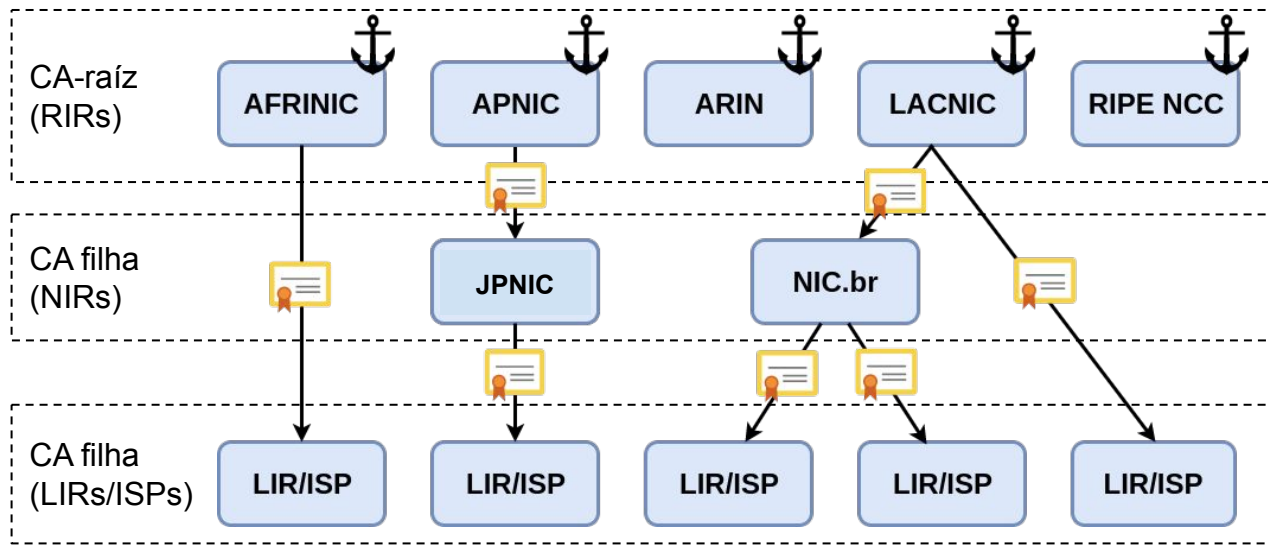 CA-raíz
(RIRs)
AFRINIC
APNIC
ARIN
LACNIC
RIPE NCC
CA filha
(NIRs)
JPNIC
NIC.br
CA filha
(LIRs/ISPs)
LIR/ISP
LIR/ISP
LIR/ISP
LIR/ISP
LIR/ISP